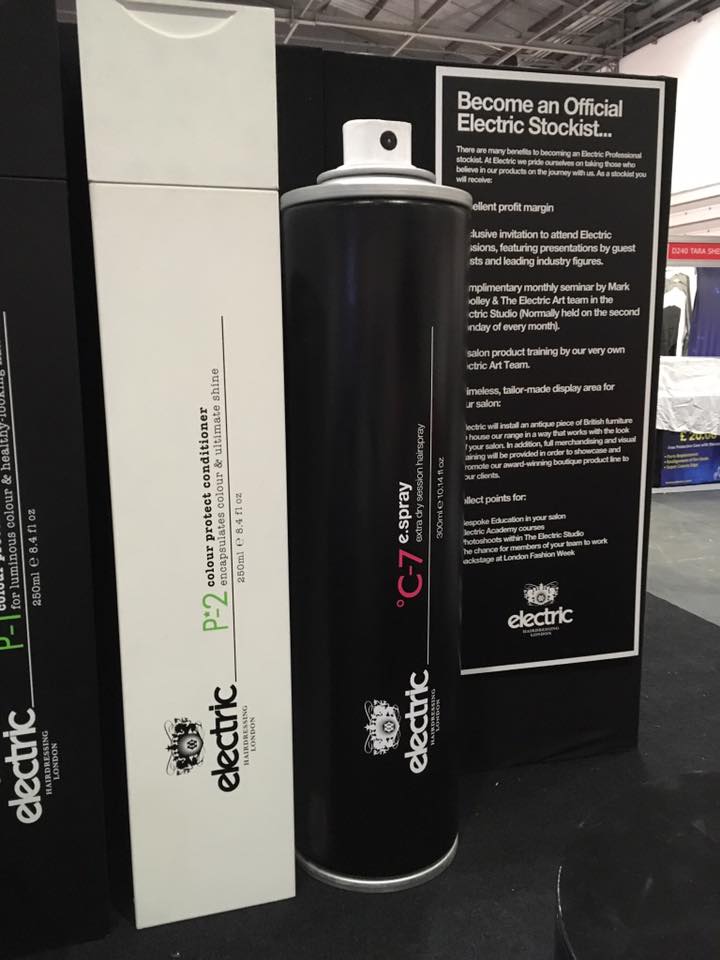 for luminous colour & healthy-looking
250ml e 8.4 fl oz
electric
HAIRDRESSING
LONDON
P*2 colour protect conditioner
encapsulates colour & ultimate shine
250ml e 8.4 fl oz
electric
HAIRDRESSING
LONDON
°C-7 e.spray
extra dry session hairspray
300ml e 10.14 fl oz
electric
HAIRDRESSING
LONDON
Become an Official
Electric Stockist...
There are many benefits to becoming an Electric Professional
stockist. At Electric we pride ourselves on taking those who
believe in our products on the journey with us. As a stockist you
will receive:
ellent profit margin
clusive invitation to attend Electric
ssions, featuring presentations by guest
sts and leading industry figures.
mplimentary monthly seminar by Mark
olley & The Electric Art team in the
ctric Studio (Normally held on the second
nday of every month).
salon product training by our very own
ctric Art Team.
imeless, tailor-made display area for
ur salon:
lectric will install an antique piece of British furniture
house our range in a way that works with the look
your salon. In addition, full merchandising and visual
aining will be provided in order to showcase and
romote our award-winning boutique product line to
our clients.
ollect points for:
espoke Education in your salon
lectric Academy courses
hotoshoots within The Electric Studio
he chance for members of your team to work
ackstage at London Fashion Week
electric
HAIRDRESSING
LONDON
D240 TARA SHE